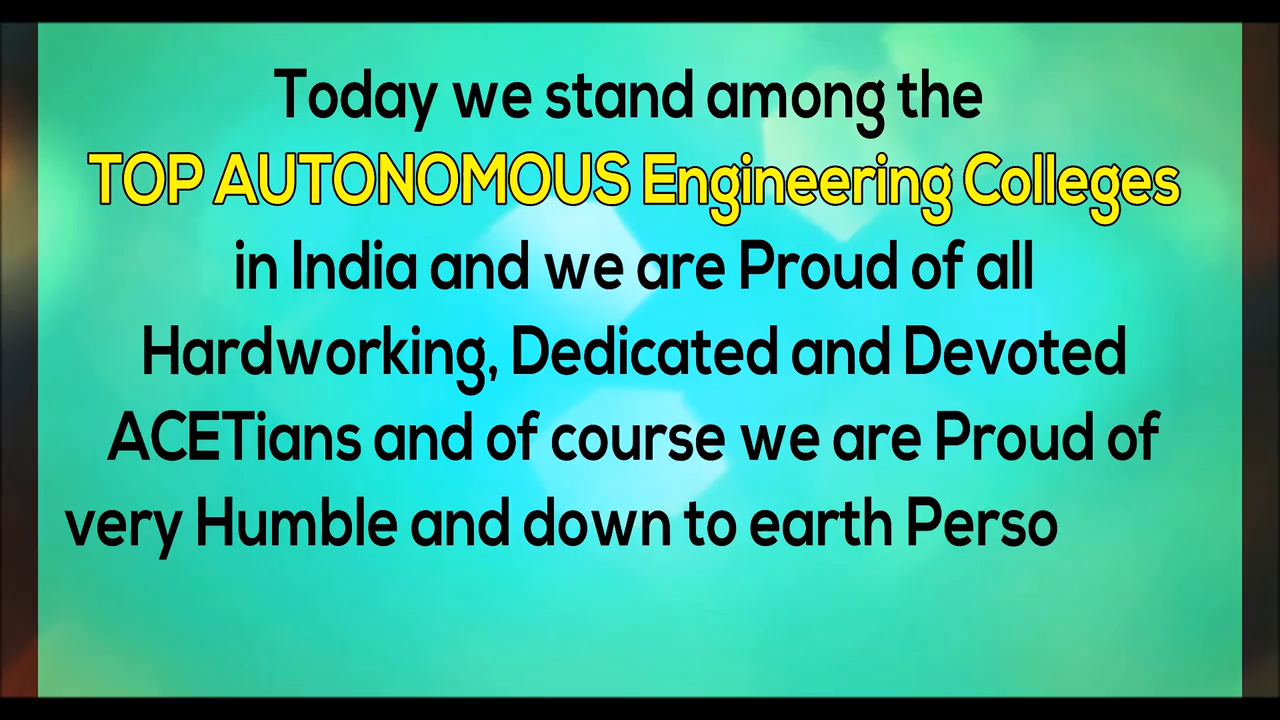 Today we stand among the
TOP AUTONOMOUS Engineering Colleges
in India and we are Proud of all
Hardworking, Dedicated and Devoted
ACETians and of course we are Proud of
very Humble and down to earth Perso